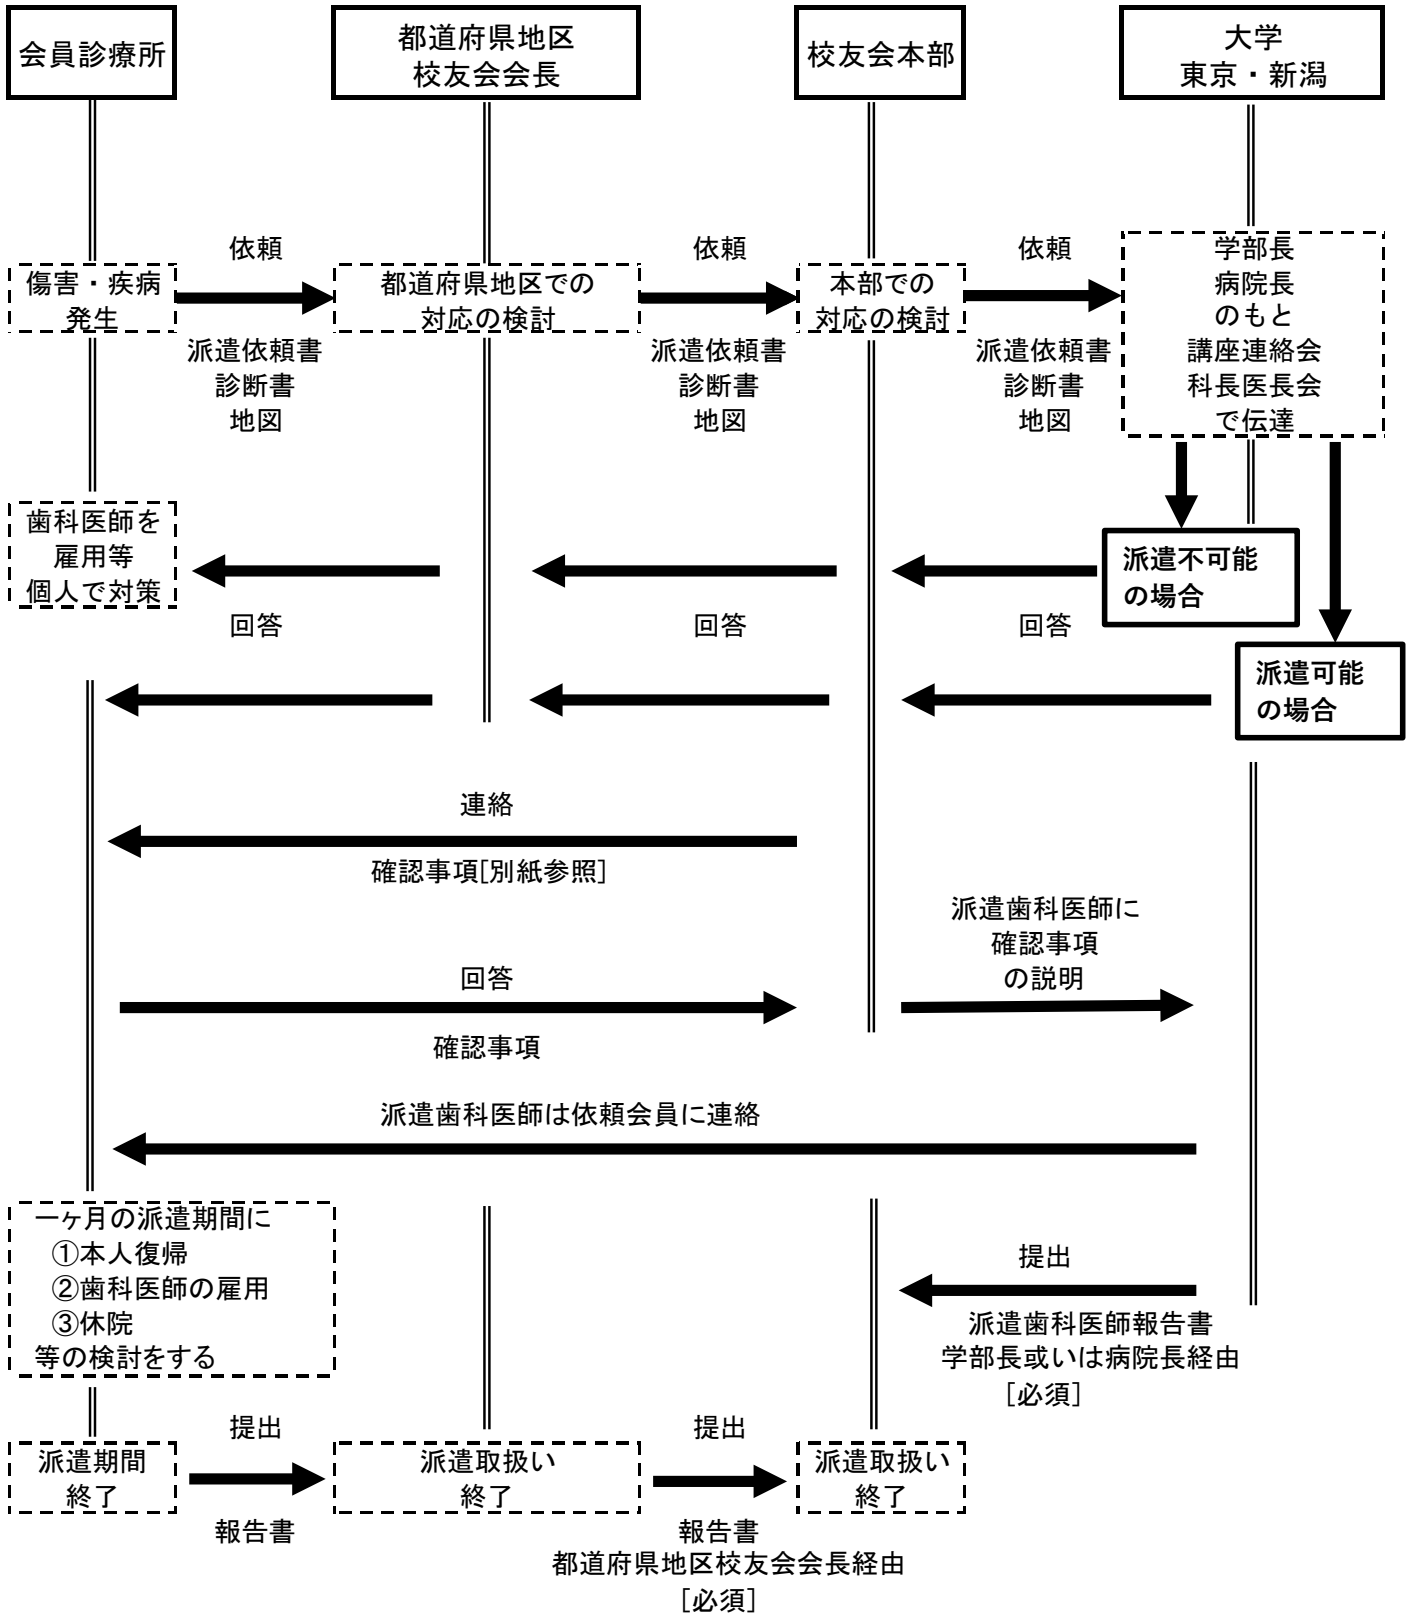 会員診療所
都道府県地区
校友会会長
校友会本部
大学
東京・新潟
依頼
依頼
依頼
傷害・疾病
発生
都道府県地区での
対応の検討
本部での
対応の検討
学部長
病院長
のもと
講座連絡会
科長医長会
で伝達
派遣依頼書
診断書
地図
派遣依頼書
診断書
地図
派遣依頼書
診断書
地図
歯科医師を
雇用等
個人で対策
派遣不可能
の場合
回答
回答
回答
派遣可能
の場合
連絡
確認事項[別紙参照]
派遣歯科医師に
確認事項
の説明
回答
確認事項
派遣歯科医師は依頼会員に連絡
一ヶ月の派遣期間に
①本人復帰
②歯科医師の雇用
③休院
等の検討をする
提出
派遣歯科医師報告書
学部長或いは病院長経由
[必須]
提出
提出
派遣期間
終了
派遣取扱い
終了
派遣取扱い
終了
報告書
報告書
都道府県地区校友会会長経由
[必須]